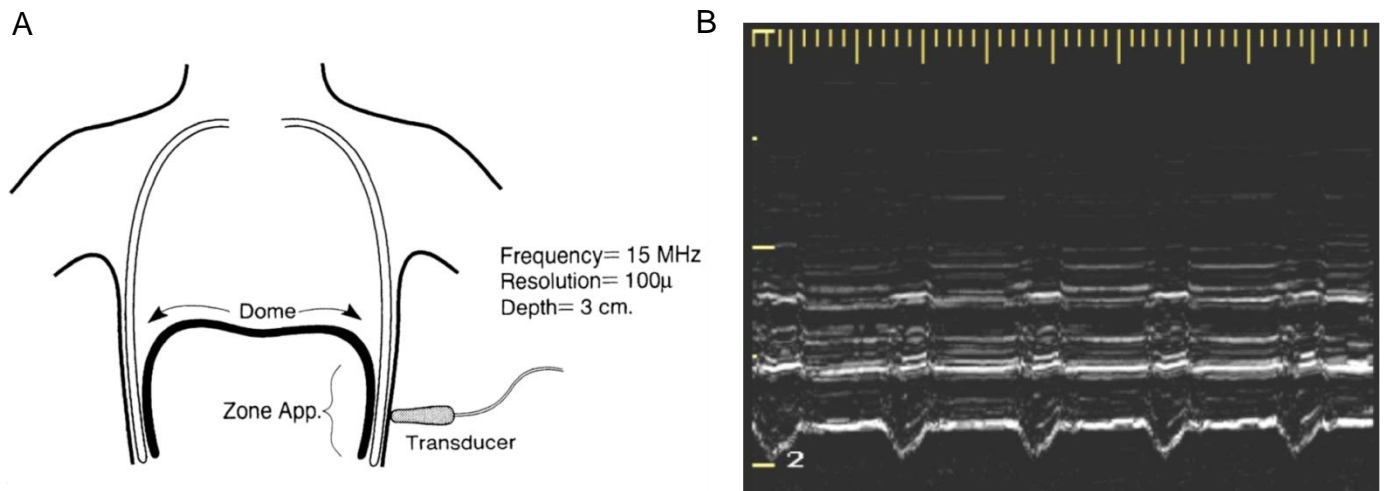 A
B
Frequency= 15 MHz
Resolution= 100μ
Depth= 3 cm.
Dome
Zone App.
Transducer
2